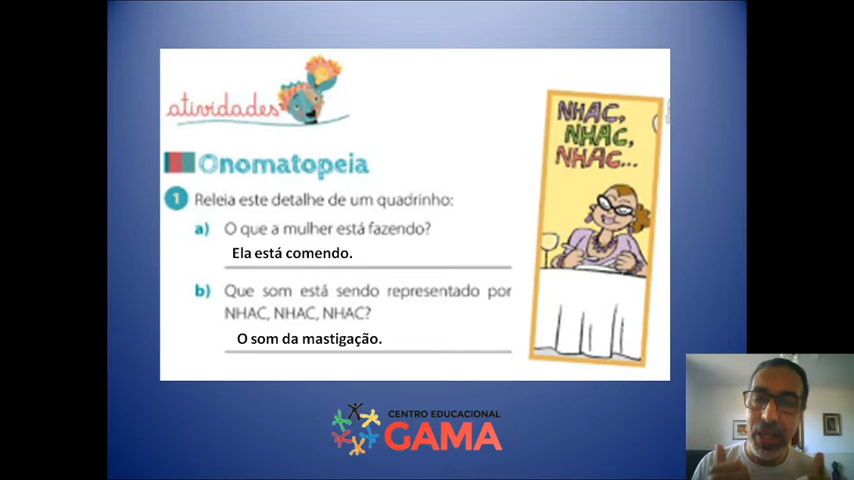 atividades
Onomatopeia
1 Releia este detalhe de um quadrinho:
a) O que a mulher está fazendo?
Ela está comendo.
b) Que som está sendo representado por
NHAC, NHAC, NHAC?
O som da mastigação.
NHAC,
NHAC,
NHAC...
CENTRO EDUCACIONAL
GAMA